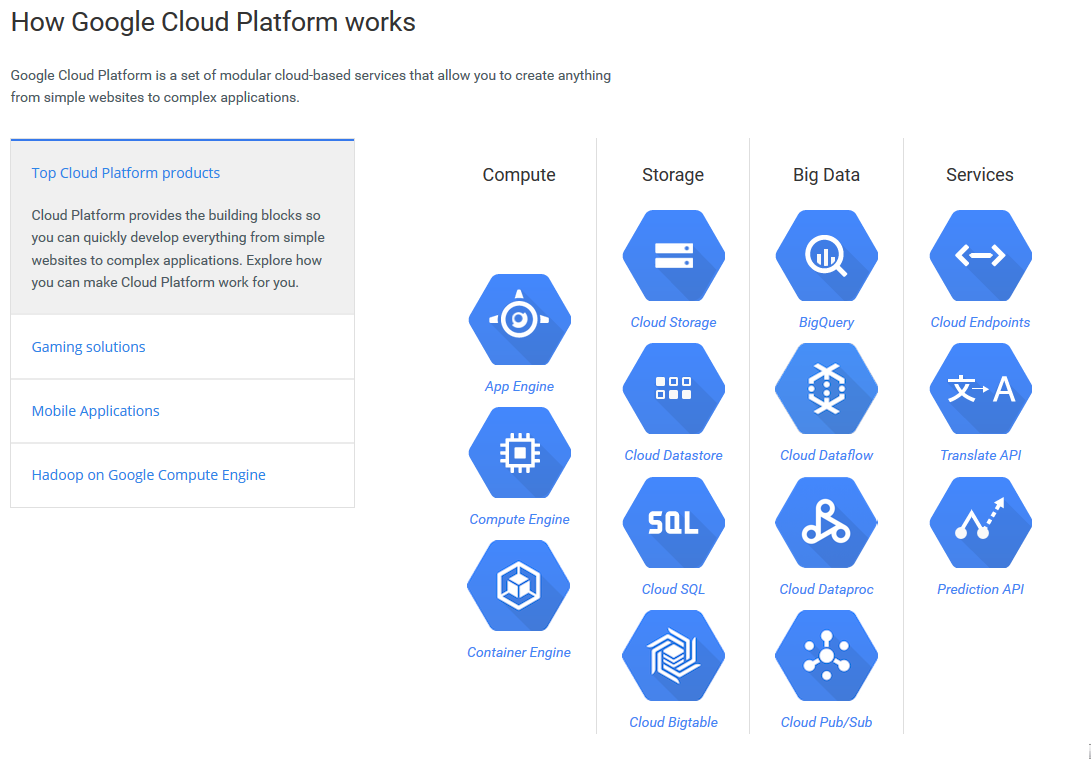 How Google Cloud Platform works
Google Cloud Platform is a set of modular cloud-based services that allow you to create anything
from simple websites to complex applications.
Top Cloud Platform products
Cloud Platform provides the building blocks so
you can quickly develop everything from simple
websites to complex applications. Explore how
you can make Cloud Platform work for you.
Gaming solutions
Mobile Applications
Hadoop on Google Compute Engine
Compute
App Engine
Compute Engine
Container Engine
Storage
Cloud Storage
Cloud Datastore
SQL
Cloud SQL
Cloud Bigtable
Big Data
BigQuery
Cloud Dataflow
Cloud Dataproc
Cloud Pub/Sub
Services
Cloud Endpoints
文→A
Translate API
Prediction API